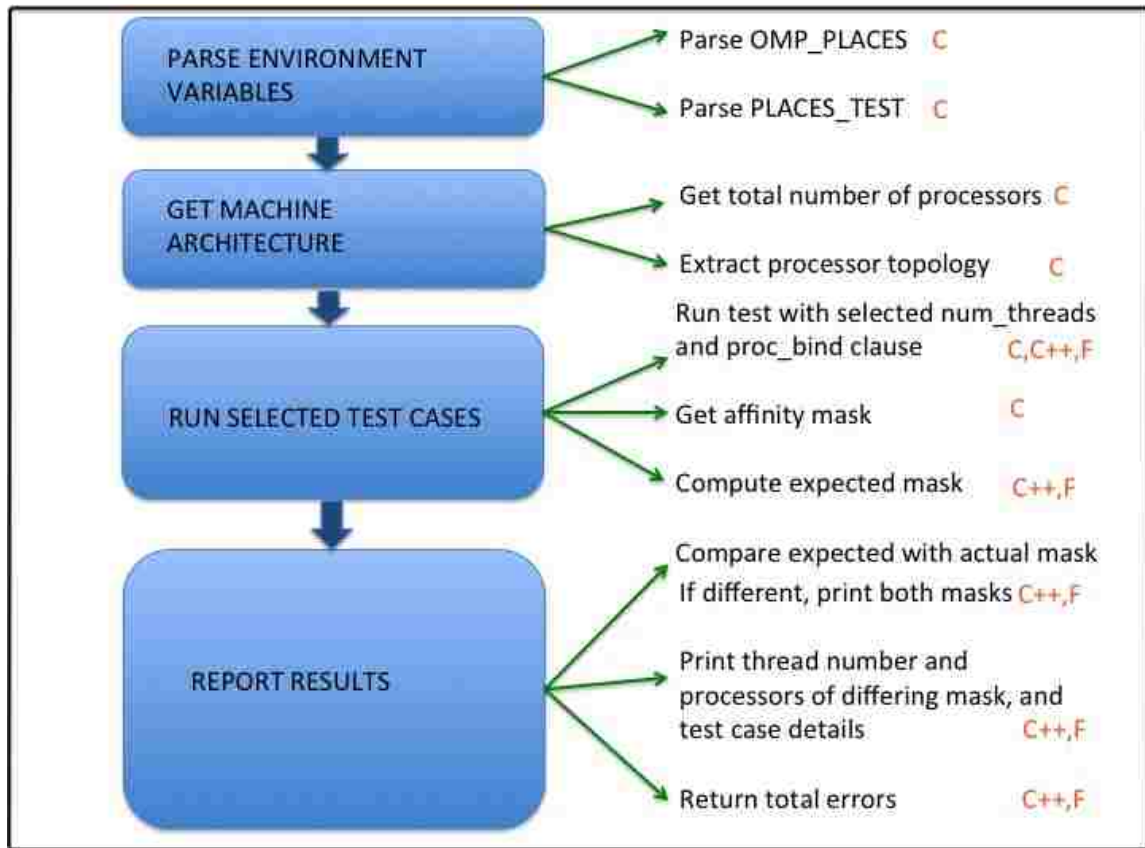 PARSE ENVIRONMENT
VARIABLES
Parse OMP_PLACES C
Parse PLACES_TEST C
GET MACHINE
ARCHITECTURE
Get total number of processors C
Extract processor topology C
RUN SELECTED TEST CASES
Run test with selected num_threads
and proc_bind clause C,C++,F
Get affinity mask C
Compute expected mask C++,F
REPORT RESULTS
Compare expected with actual mask
If different, print both masks C++,F
Print thread number and
processors of differing mask, and
test case details C++,F
Return total errors C++,F